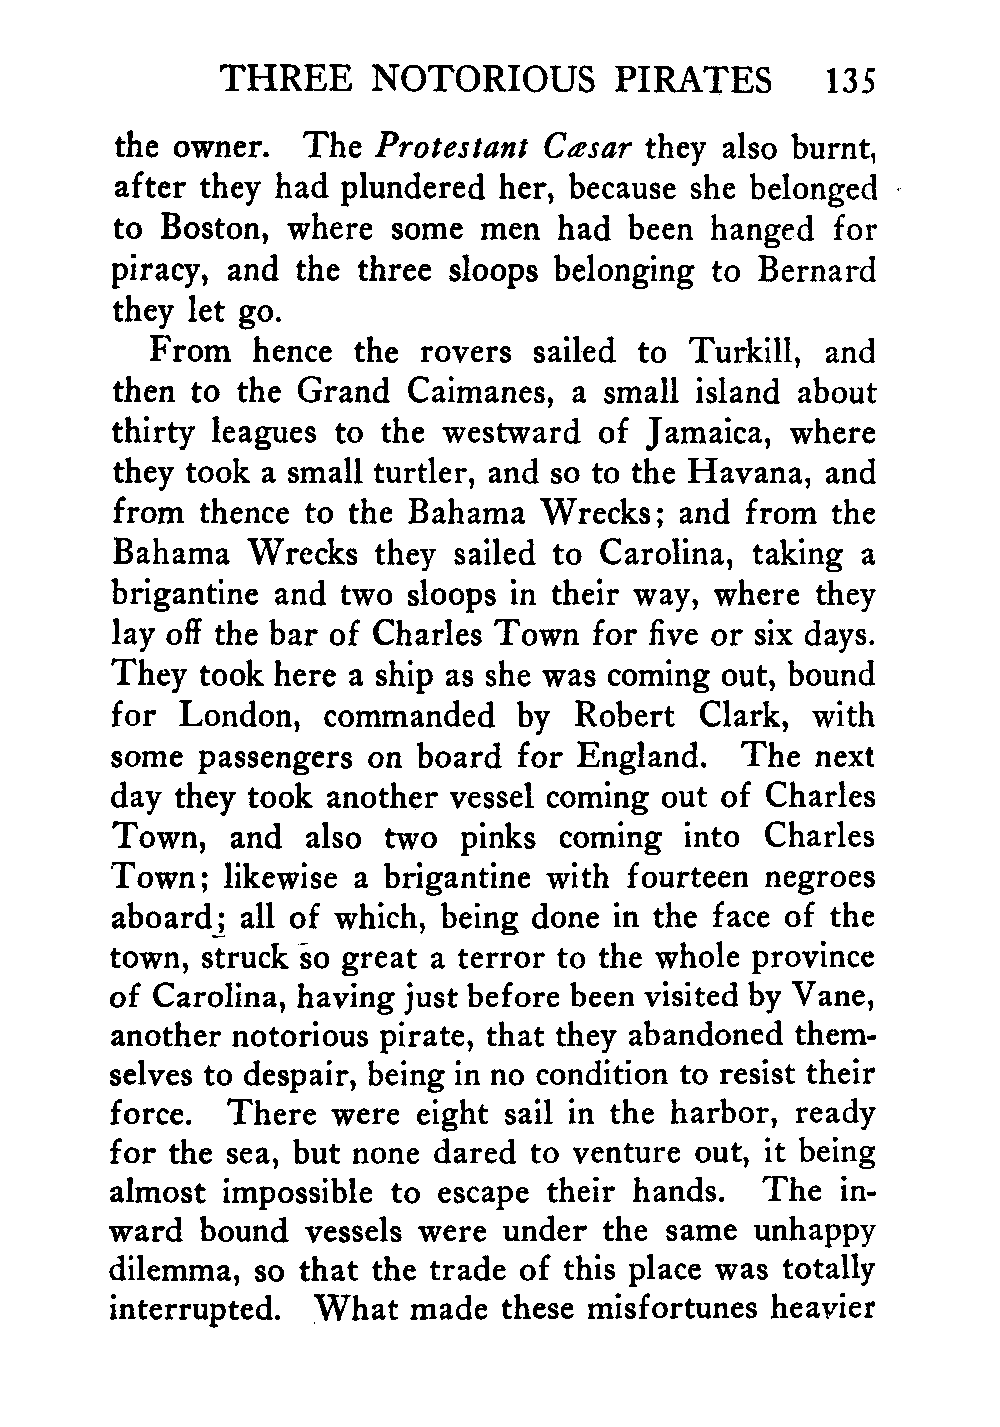 THREE NOTORIOUS PIRATES 135
the owner. The Protestant Cæsar they also burnt,
after they had plundered her, because she belonged
to Boston, where some men had been hanged for
piracy, and the three sloops belonging to Bernard
they let go.
From hence the rovers sailed to Turkill, and
then to the Grand Caimanes, a small island about
thirty leagues to the westward of Jamaica, where
they took a small turtler, and so to the Havana, and
from thence to the Bahama Wrecks; and from the
Bahama Wrecks they sailed to Carolina, taking a
brigantine and two sloops in their way, where they
lay off the bar of Charles Town for five or six days.
They took here a ship as she was coming out, bound
for London, commanded by Robert Clark, with
some passengers on board for England. The next
day they took another vessel coming out of Charles
Town, and also two pinks coming into Charles
Town; likewise a brigantine with fourteen negroes
aboard; all of which, being done in the face of the
town, struck so great a terror to the whole province
of Carolina, having just before been visited by Vane,
another notorious pirate, that they abandoned them-
selves to despair, being in no condition to resist their
force. There were eight sail in the harbor, ready
for the sea, but none dared to venture out, it being
almost impossible to escape their hands. The in-
ward bound vessels were under the same unhappy
dilemma, so that the trade of this place was totally
interrupted. What made these misfortunes heavier